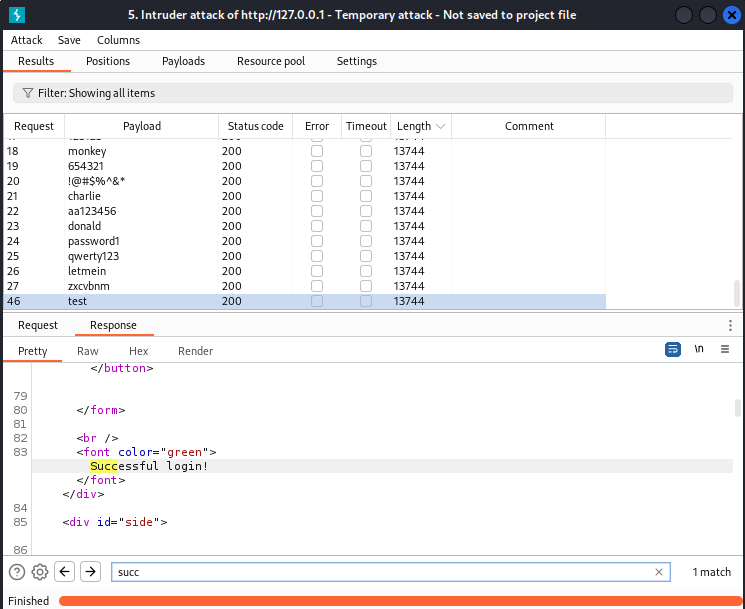 5. Intruder attack of http://127.0.0.1 - Temporary attack - Not saved to project file
Attack Save Columns
Results Positions Payloads Resource pool Settings
Filter: Showing all items
Request Payload Status code Error Timeout Length Comment
18 monkey 200 13744
19 654321 200 13744
20 !@#$%^&* 200 13744
21 charlie 200 13744
22 aa123456 200 13744
23 donald 200 13744
24 password1 200 13744
25 qwerty123 200 13744
26 letmein 200 13744
27 zxcvbnm 200 13744
46 test 200 13744
Request Response
Pretty Raw Hex Render \n
</button>
79
80 </form>
81
82 <br />
83 <font color="green">
Successful login!
</font>
</div>
84
85 <div id="side">
86
succ 1 match
Finished